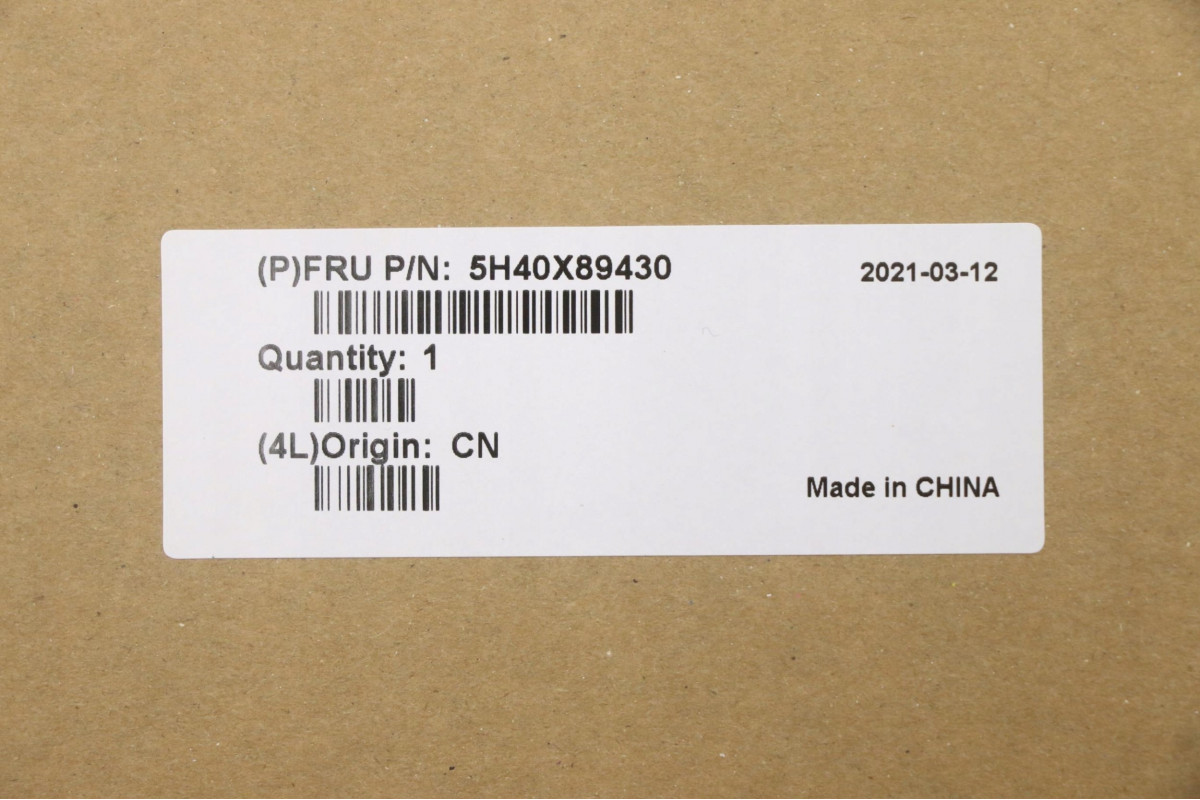 (P)FRU P/N: 5H40X89430
2021-03-12
Quantity: 1
(4L)Origin: CN
Made in CHINA